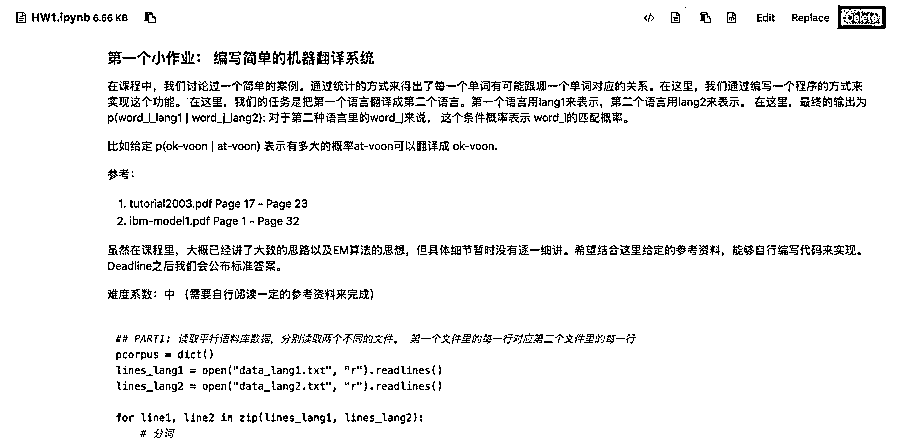 HW1.ipynb 6.66 KB
Edit Replace Delete
第一个小作业： 编写简单的机器翻译系统
在课程中，我们讨论过一个简单的案例。通过统计的方式来得出了每一个单词有可能跟哪一个单词对应的关系。在这里，我们通过编写一个程序的方式来
实现这个功能。 在这里，我们的任务是把第一个语言翻译成第二个语言。第一个语言用lang1来表示，第二个语言用lang2来表示。 在这里，最终的输出为
p(word_i_lang1 | word_j_lang2): 对于第二种语言里的word_j来说， 这个条件概率表示 word_i的匹配概率。
比如给定 p(ok-voon | at-voon) 表示有多大的概率at-voon可以翻译成 ok-voon.
参考：
1. tutorial2003.pdf Page 17 - Page 23
2. ibm-model1.pdf Page 1 - Page 32
虽然在课程里，大概已经讲了大致的思路以及EM算法的思想，但具体细节暂时没有逐一细讲。希望结合这里给定的参考资料，能够自行编写代码来实现。
Deadline之后我们会公布标准答案。
难度系数：中 （需要自行阅读一定的参考资料来完成）
## PART1: 读取平行语料库数据，分别读取两个不同的文件。 第一个文件里的每一行对应第二个文件里的每一行
pcorpus = dict()
lines_lang1 = open("data_lang1.txt", "r").readlines()
lines_lang2 = open("data_lang2.txt", "r").readlines()
for line1, line2 in zip(lines_lang1, lines_lang2):
# 分词